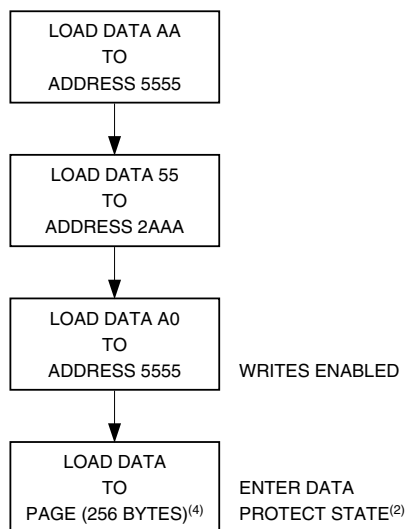 LOAD DATA AA
TO
ADDRESS 5555
LOAD DATA 55
TO
ADDRESS 2AAA
LOAD DATA A0
TO
ADDRESS 5555
WRITES ENABLED
LOAD DATA
TO
PAGE (256 BYTES)(4)
ENTER DATA
PROTECT STATE(2)